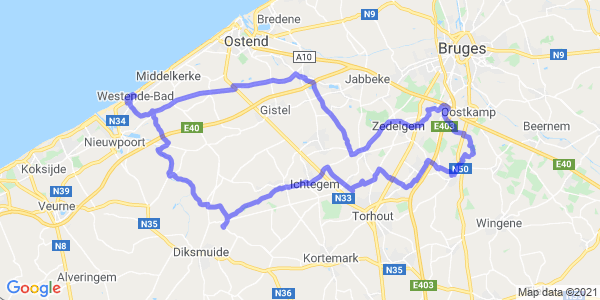 Bredene
N9
Ostend
A10
Bruges
N9
Middelkerke
Jabbeke
Westende-Bad
Gistel
Oostkamp
N34
E40
Zedelgem
E403
Beernem
Nieuwpoort
Koksijde
N50
E40
N39
Ichtegem
N33
Veurne
N35
Torhout
Wingene
N8
Diksmuide
Kortemark
N35
Alveringem
E403
N36
Google
Map data ©2021